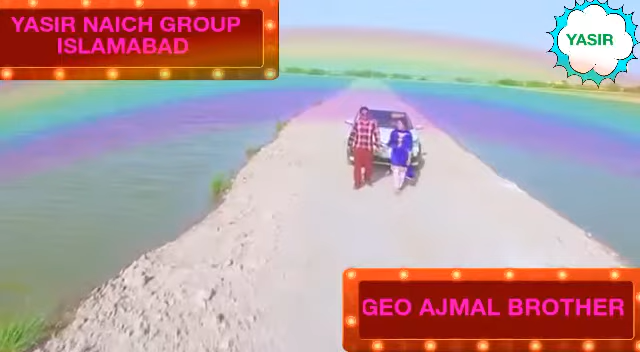 YASIR NAICH GROUP
ISLAMABAD
YASIR
GEO AJMAL BROTHER